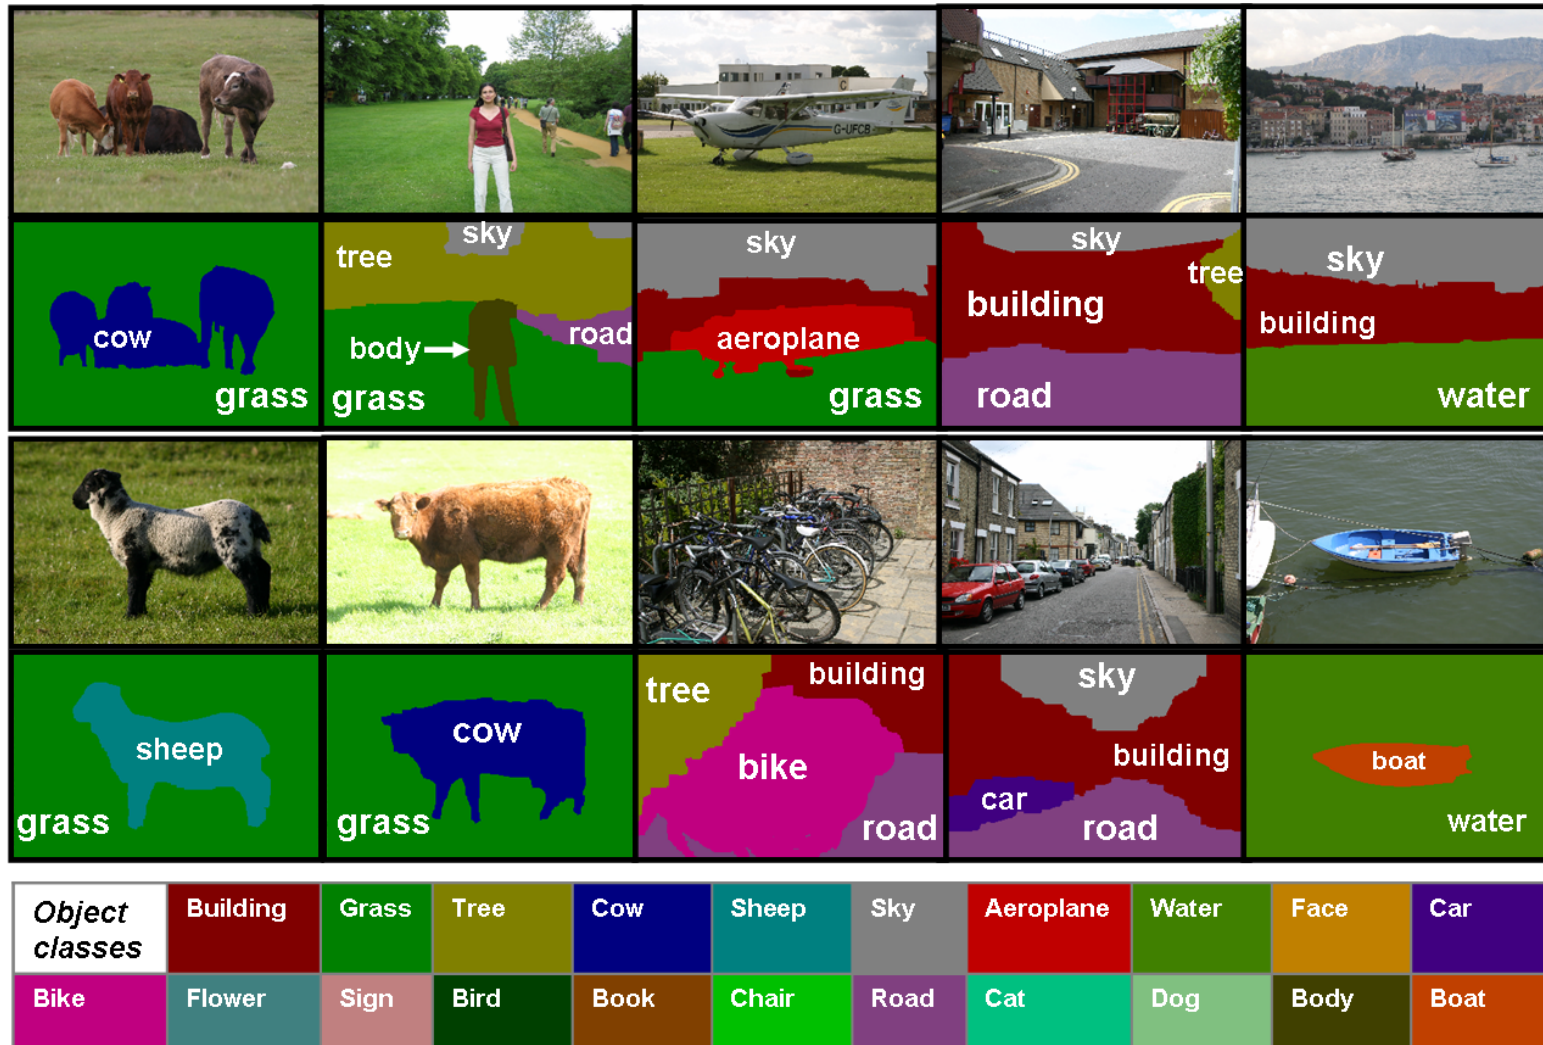 C
G-UFCB
sky
tree
body
road
grass
cow
grass
sky
aeroplane
grass
sky
tree
building
road
sky
building
water
sheep
grass
cow
grass
tree
building
bike
road
sky
building
car
road
boat
water
Object classes
Building
Grass
Tree
Cow
Sheep
Sky
Aeroplane
Water
Face
Car
Bike
Flower
Sign
Bird
Book
Chair
Road
Cat
Dog
Body
Boat